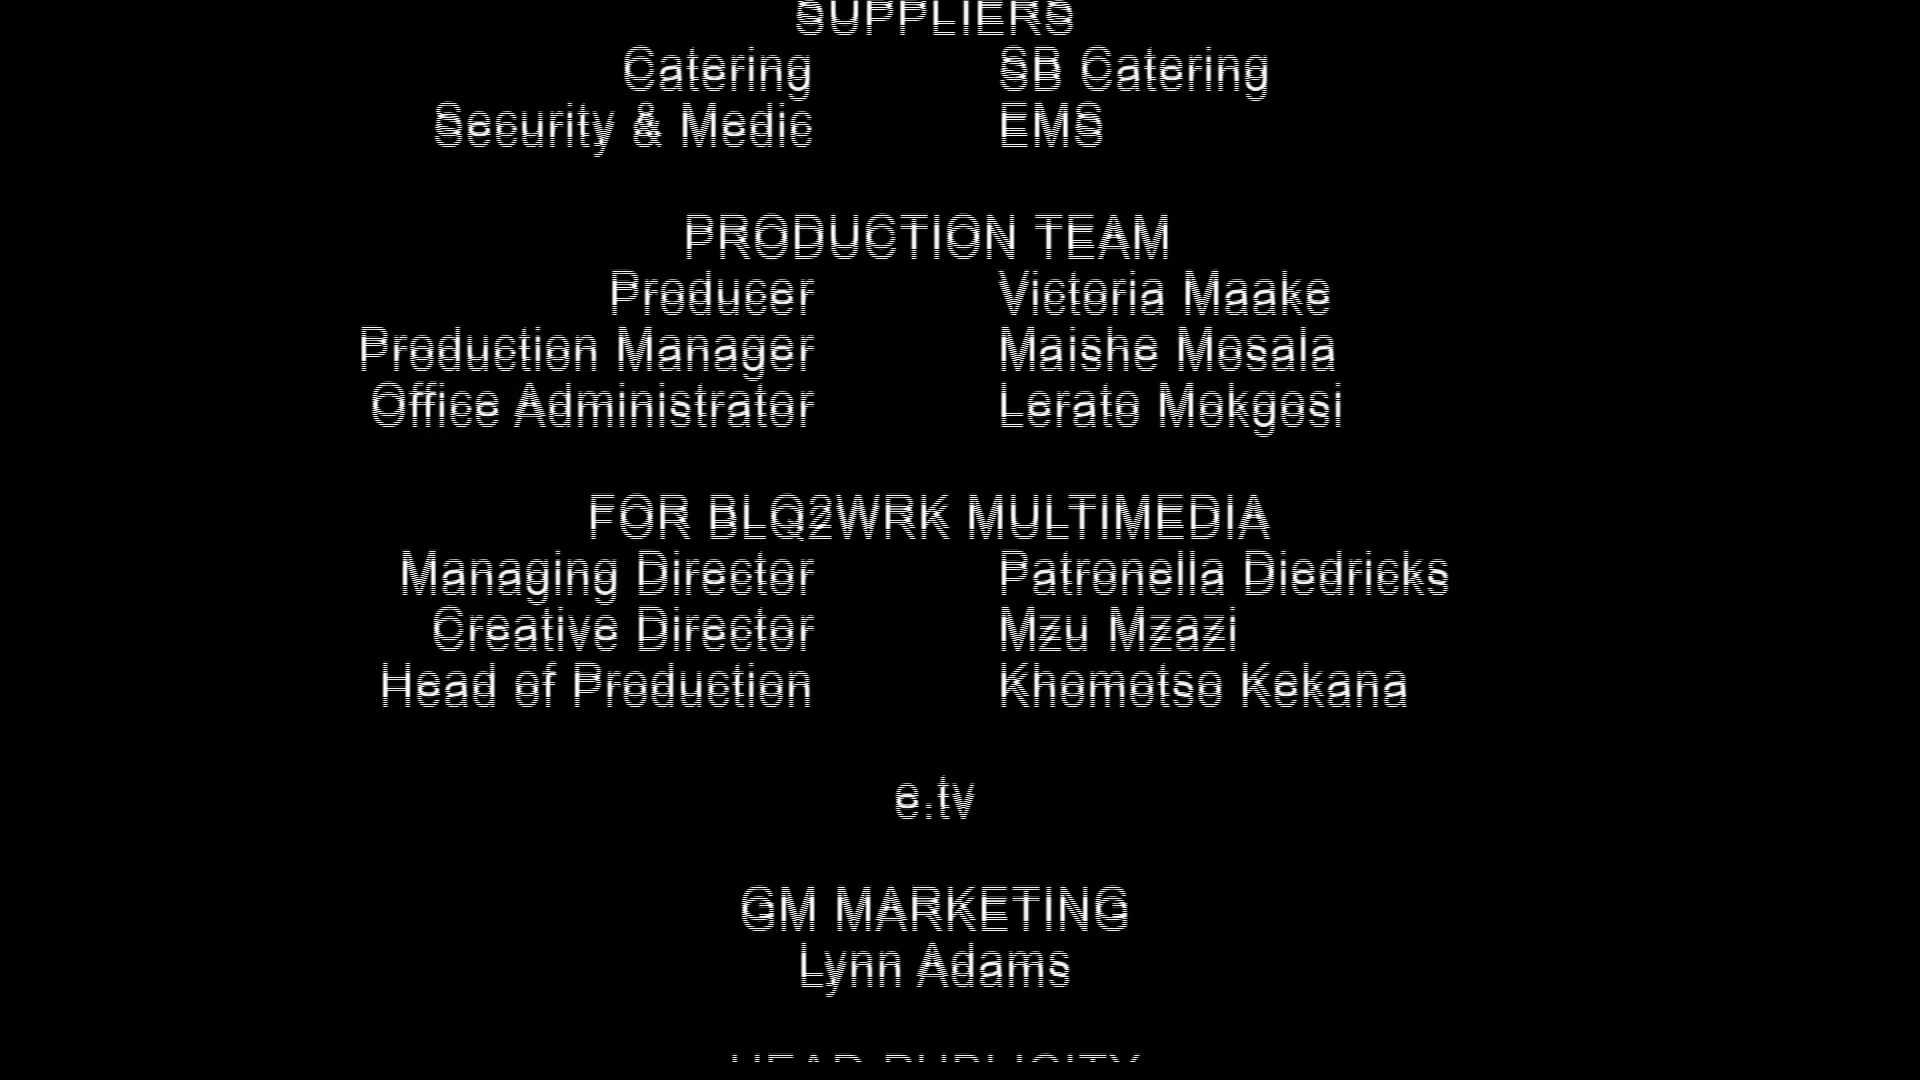 SUPPLIERS
Catering SB Catering
Security & Medic EMS
PRODUCTION TEAM
Producer Victoria Maake
Production Manager Maishe Mosala
Office Administrator Lerato Mokgosi
FOR BLQ2WRK MULTIMEDIA
Managing Director Patronella Diedricks
Creative Director Mzu Mzazi
Head of Production Khomotso Kekana
e.tv
GM MARKETING
Lynn Adams
HEAD PUBLICITY